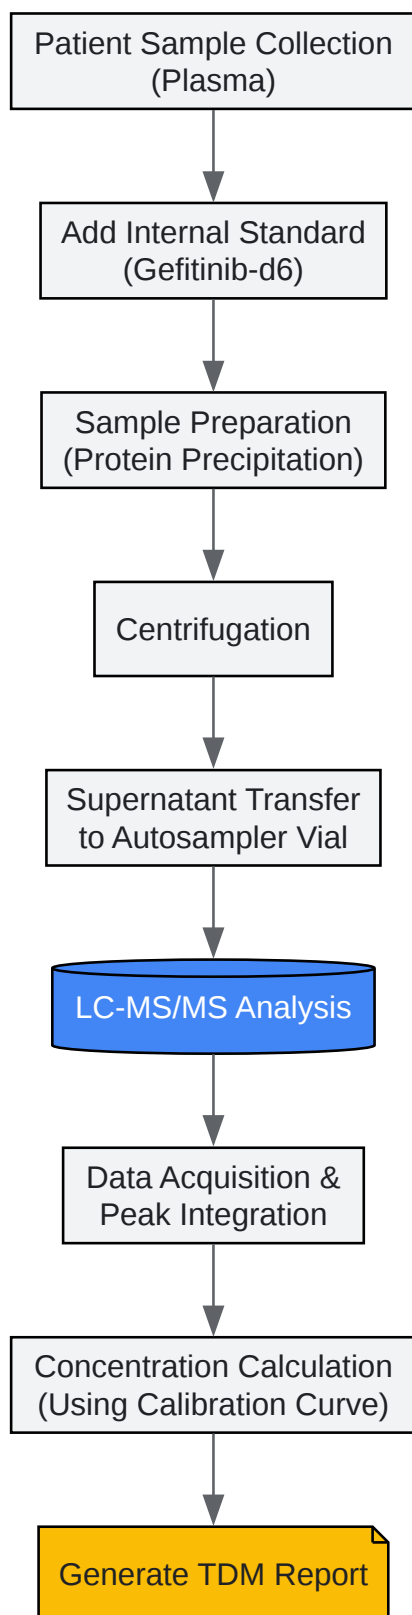 Patient Sample Collection
(Plasma)
Add Internal Standard
(Gefitinib-d6)
Sample Preparation
(Protein Precipitation)
Centrifugation
Supernatant Transfer
to Autosampler Vial
LC-MS/MS Analysis
Data Acquisition &
Peak Integration
Concentration Calculation
(Using Calibration Curve)
Generate TDM Report